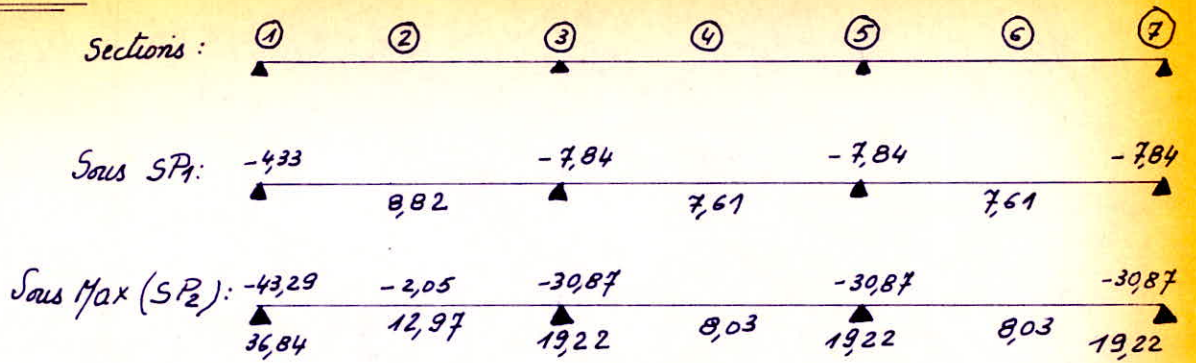 Sections : 1 2 3 4 5 6 7
Sous SP1: -4,33 -7,84 -7,84 -7,84
8,82 7,61 7,61
Sous Max (SP2): -43,29 -2,05 -30,87 -30,87 -30,87
36,84 12,97 19,22 8,03 19,22 8,03 19,22